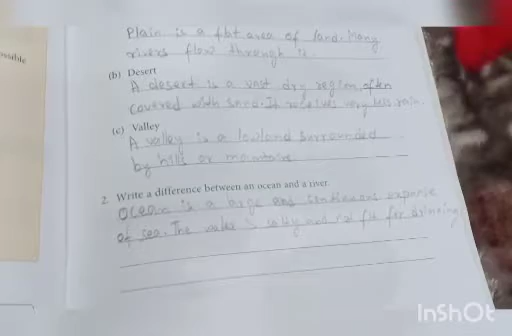 Plain is a flat area of land. Many
rivers flow through it.
ossible
(b) Desert
A desert is a vast dry region, often
covered with sand. It receives very less rain.
(c) Valley
A valley is a lowland surrounded
by hills or mountains
2. Write a difference between an ocean and a river.
Ocean is a large and continuous expanse
of sea. The water is salty and not fit for drinking
InShOt